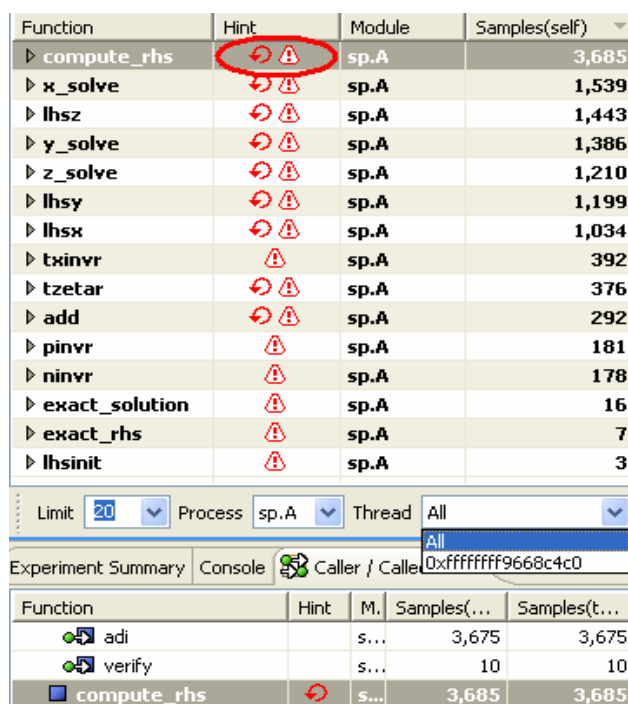 Function Hint Module Samples(self)
compute_rhs sp.A 3,685
x_solve sp.A 1,539
lhsz sp.A 1,443
y_solve sp.A 1,386
z_solve sp.A 1,210
lhsy sp.A 1,199
lhsx sp.A 1,034
txinvr sp.A 392
tzetar sp.A 376
add sp.A 292
pinvr sp.A 181
ninvr sp.A 178
exact_solution sp.A 16
exact_rhs sp.A 7
lhsinit sp.A 3
Limit 20 Process sp.A Thread All
All
0xffffffff9668c4c0
Experiment Summary Console Caller / Calle
Function Hint M. Samples(... Samples(t...
adi s... 3,675 3,675
verify s... 10 10
compute_rhs s... 3,685 3,685